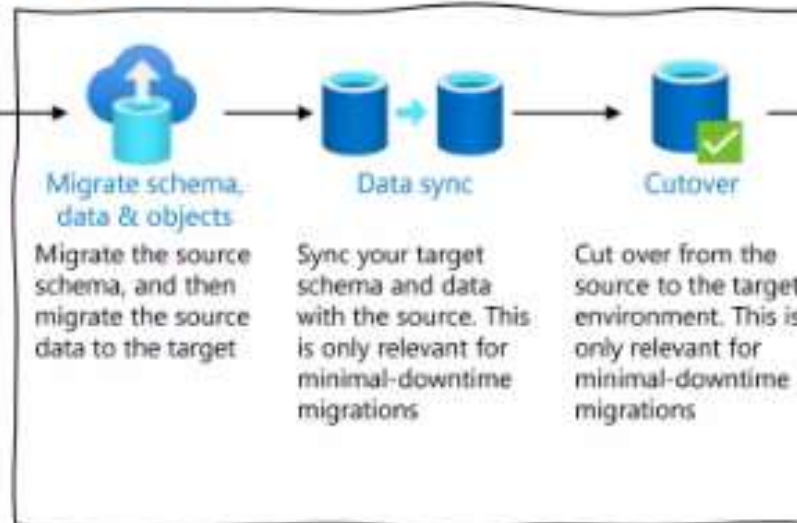 Migrate schema,
data & objects
Migrate the source
schema, and then
migrate the source
data to the target
Data sync
Sync your target
schema and data
with the source. This
is only relevant for
minimal-downtime
migrations
Cutover
Cut over from the
source to the target
environment. This is
only relevant for
minimal-downtime
migrations